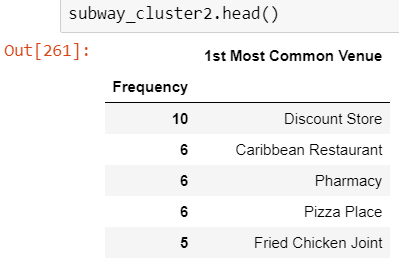 subway_cluster2.head()
Out[261]:
1st Most Common Venue
Frequency
10 Discount Store
6 Caribbean Restaurant
6 Pharmacy
6 Pizza Place
5 Fried Chicken Joint